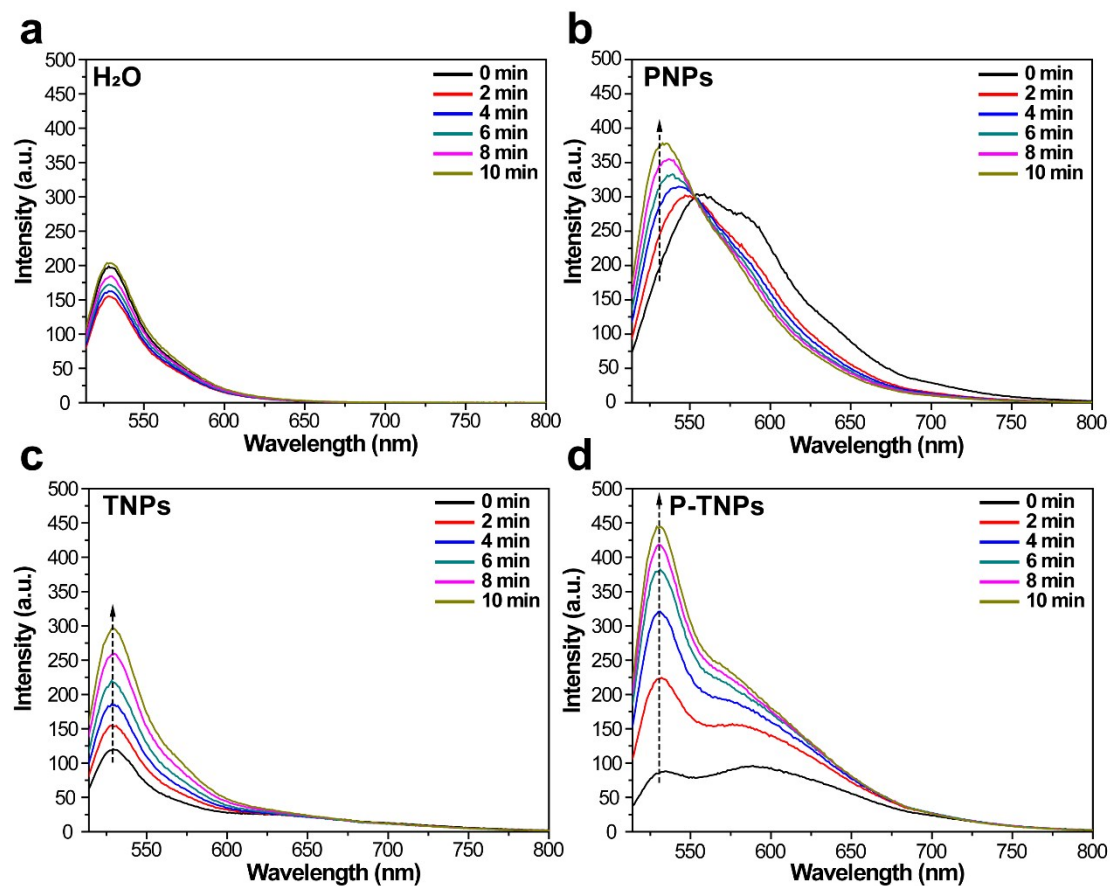 a
H₂O
500
450
400
350
300
250
200
150
100
50
0
Intensity (a.u.)
0 min
2 min
4 min
6 min
8 min
10 min
550 600 650 700 750 800
Wavelength (nm)
b
PNPs
500
450
400
350
300
250
200
150
100
50
0
Intensity (a.u.)
0 min
2 min
4 min
6 min
8 min
10 min
550 600 650 700 750 800
Wavelength (nm)
c
TNPs
500
450
400
350
300
250
200
150
100
50
0
Intensity (a.u.)
0 min
2 min
4 min
6 min
8 min
10 min
550 600 650 700 750 800
Wavelength (nm)
d
P-TNPs
500
450
400
350
300
250
200
150
100
50
0
Intensity (a.u.)
0 min
2 min
4 min
6 min
8 min
10 min
550 600 650 700 750 800
Wavelength (nm)